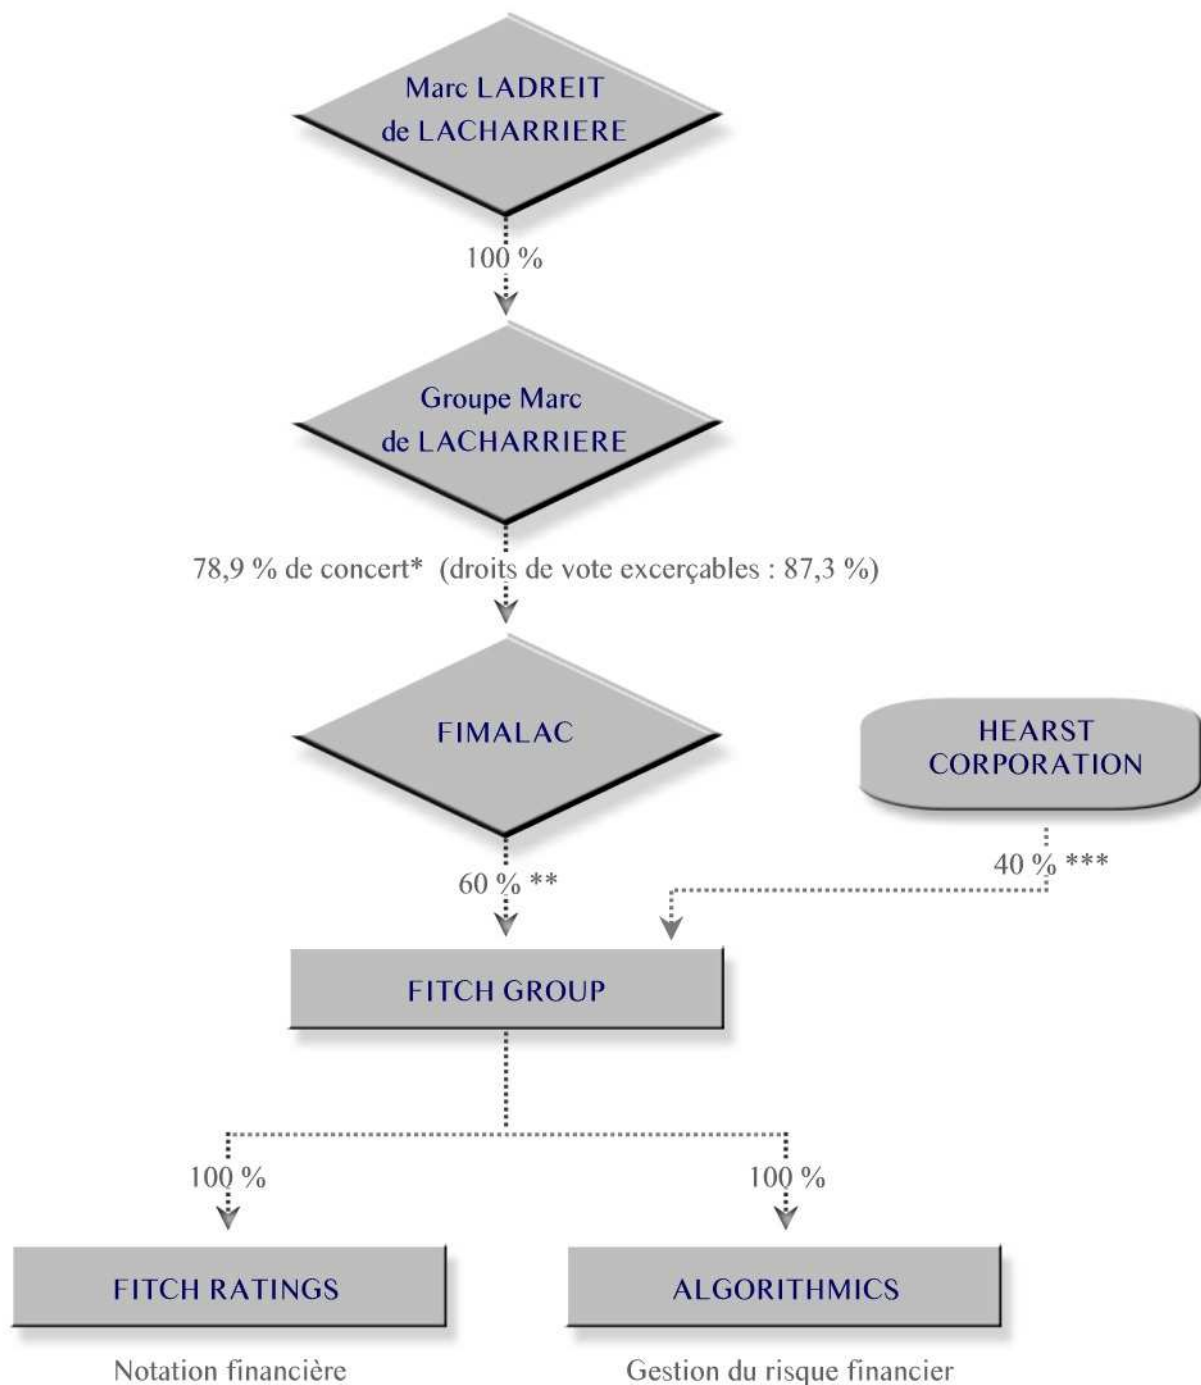 Marc LADREIT
de LACHARRIERE
100 %
Groupe Marc
de LACHARRIERE
78,9 % de concert* (droits de vote excerçables : 87,3 %)
FIMALAC
HEARST
CORPORATION
60 % **
40 % ***
FITCH GROUP
100 %
100 %
FITCH RATINGS
ALGORITHMICS
Notation financière
Gestion du risque financier